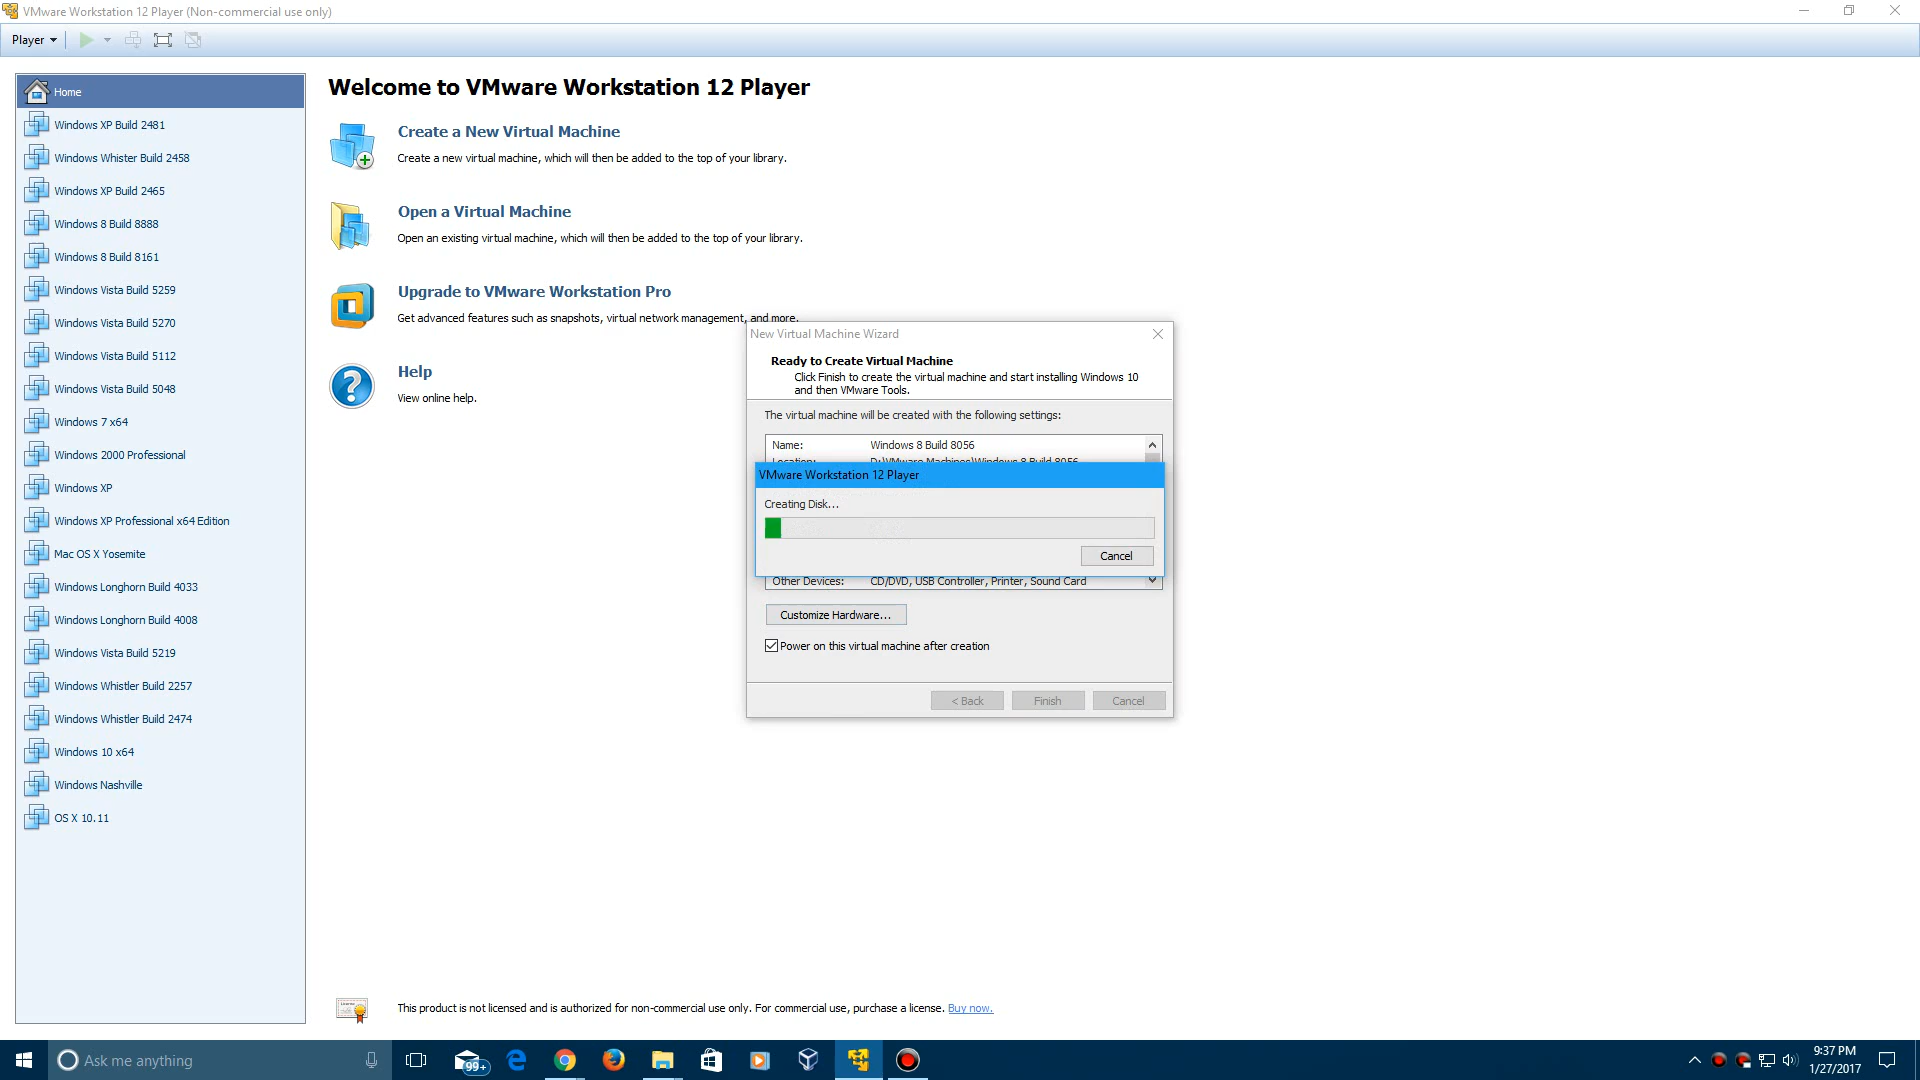 VMware Workstation 12 Player (Non-commercial use only)
Player
Home
Windows XP Build 2481
Windows Whister Build 2458
Windows XP Build 2465
Windows 8 Build 8888
Windows 8 Build 8161
Windows Vista Build 5259
Windows Vista Build 5270
Windows Vista Build 5112
Windows Vista Build 5048
Windows 7 x64
Windows 2000 Professional
Windows XP
Windows XP Professional x64 Edition
Mac OS X Yosemite
Windows Longhorn Build 4033
Windows Longhorn Build 4008
Windows Vista Build 5219
Windows Whistler Build 2257
Windows Whistler Build 2474
Windows 10 x64
Windows Nashville
OS X 10.11
Welcome to VMware Workstation 12 Player
Create a New Virtual Machine
Create a new virtual machine, which will then be added to the top of your library.
Open a Virtual Machine
Open an existing virtual machine, which will then be added to the top of your library.
Upgrade to VMware Workstation Pro
Get advanced features such as snapshots, virtual network management, and more.
Help
View online help.
New Virtual Machine Wizard
Ready to Create Virtual Machine
Click Finish to create the virtual machine and start installing Windows 10
and then VMware Tools.
The virtual machine will be created with the following settings:
Name: Windows 8 Build 8056
Location: D:\VMware Machines\Windows 8 Build 8056
VMware Workstation 12 Player
Creating Disk...
Cancel
Other Devices: CD/DVD, USB Controller, Printer, Sound Card
Customize Hardware...
Power on this virtual machine after creation
< Back Finish Cancel
This product is not licensed and is authorized for non-commercial use only. For commercial use, purchase a license. Buy now.
Ask me anything
99+
9:37 PM
1/27/2017